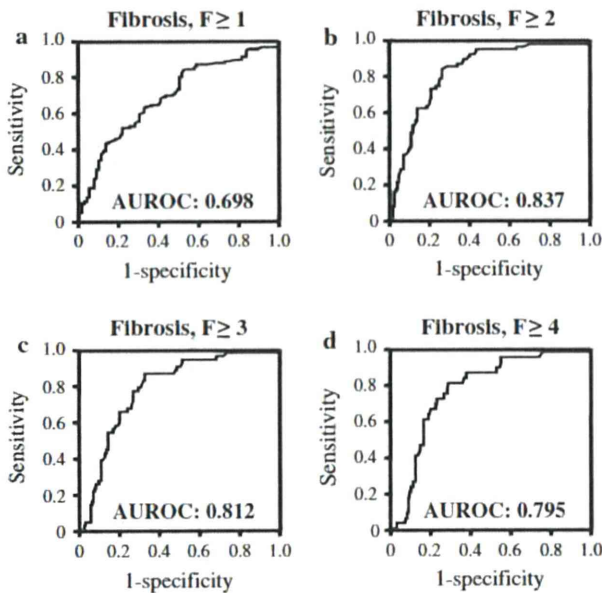 Fibrosis, F ≥ 1
a
1.0
0.8
0.6
0.4
0.2
0
Sensitivity
AUROC: 0.698
0 0.2 0.4 0.6 0.8 1.0
1-specificity
Fibrosis, F ≥ 2
b
1.0
0.8
0.6
0.4
0.2
0
Sensitivity
AUROC: 0.837
0 0.2 0.4 0.6 0.8 1.0
1-specificity
Fibrosis, F ≥ 3
c
1.0
0.8
0.6
0.4
0.2
0
Sensitivity
AUROC: 0.812
0 0.2 0.4 0.6 0.8 1.0
1-specificity
Fibrosis, F ≥ 4
d
1.0
0.8
0.6
0.4
0.2
0
Sensitivity
AUROC: 0.795
0 0.2 0.4 0.6 0.8 1.0
1-specificity